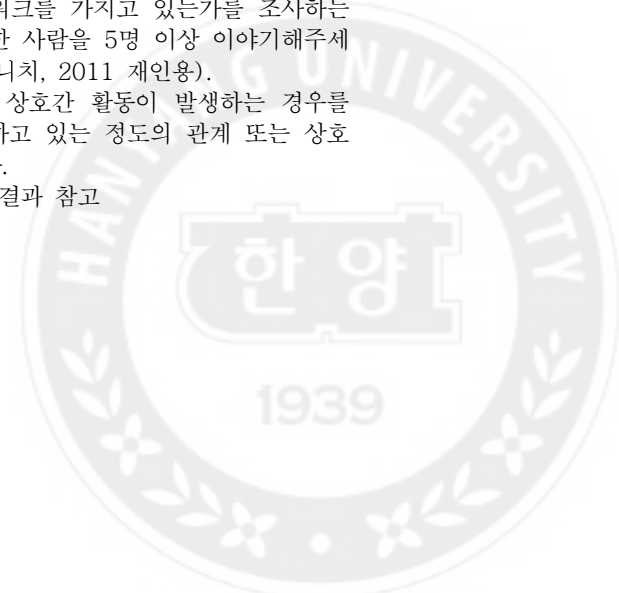 워크를 가지고 있는가를 조사하는
한 사람을 5명 이상 이야기해주세
니치, 2011 재인용).
상호간 활동이 발생하는 경우를
하고 있는 정도의 관계 또는 상호
.
결과 참고
HANYANG UNIVERSITY
한양
1939